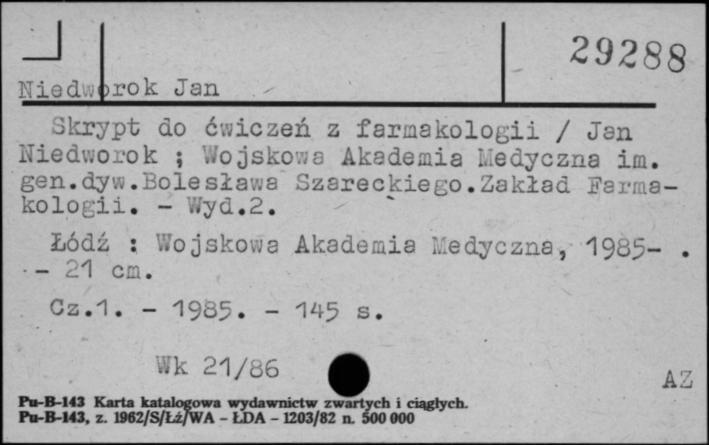 29288
Niedworok Jan
Skrypt do ćwiczeń z farmakologii / Jan
Niedworok ; Wojskowa Akademia Medyczna im.
gen.dyw.Bolesława Szareckiego.Zakład Farma-
kologii. - Wyd.2.
Łódź : Wojskowa Akademia Medyczna, 1985- .
- 21 cm.
Cz.1. - 1985. - 145 s.
Wk 21/86
AZ
Pu-B-143 Karta katalogowa wydawnictw zwartych i ciągłych.
Pu-B-143, z. 1962/S/Łź/WA - ŁDA - 1203/82 n. 500 000